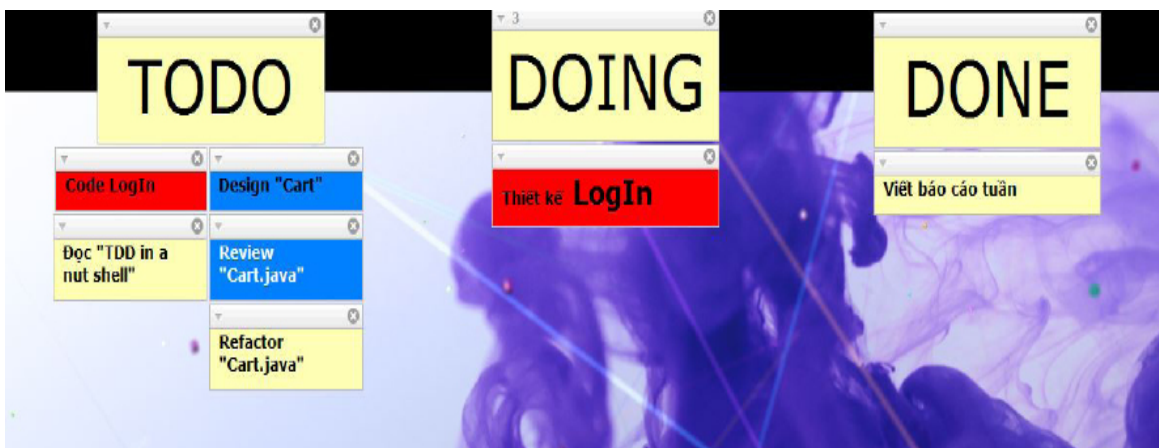 TODO
Code LogIn
Đọc "TDD in a
nut shell"
Design "Cart"
Review
"Cart.java"
Refactor
"Cart.java"
3
DOING
Thiết kế LogIn
DONE
Viết báo cáo tuần